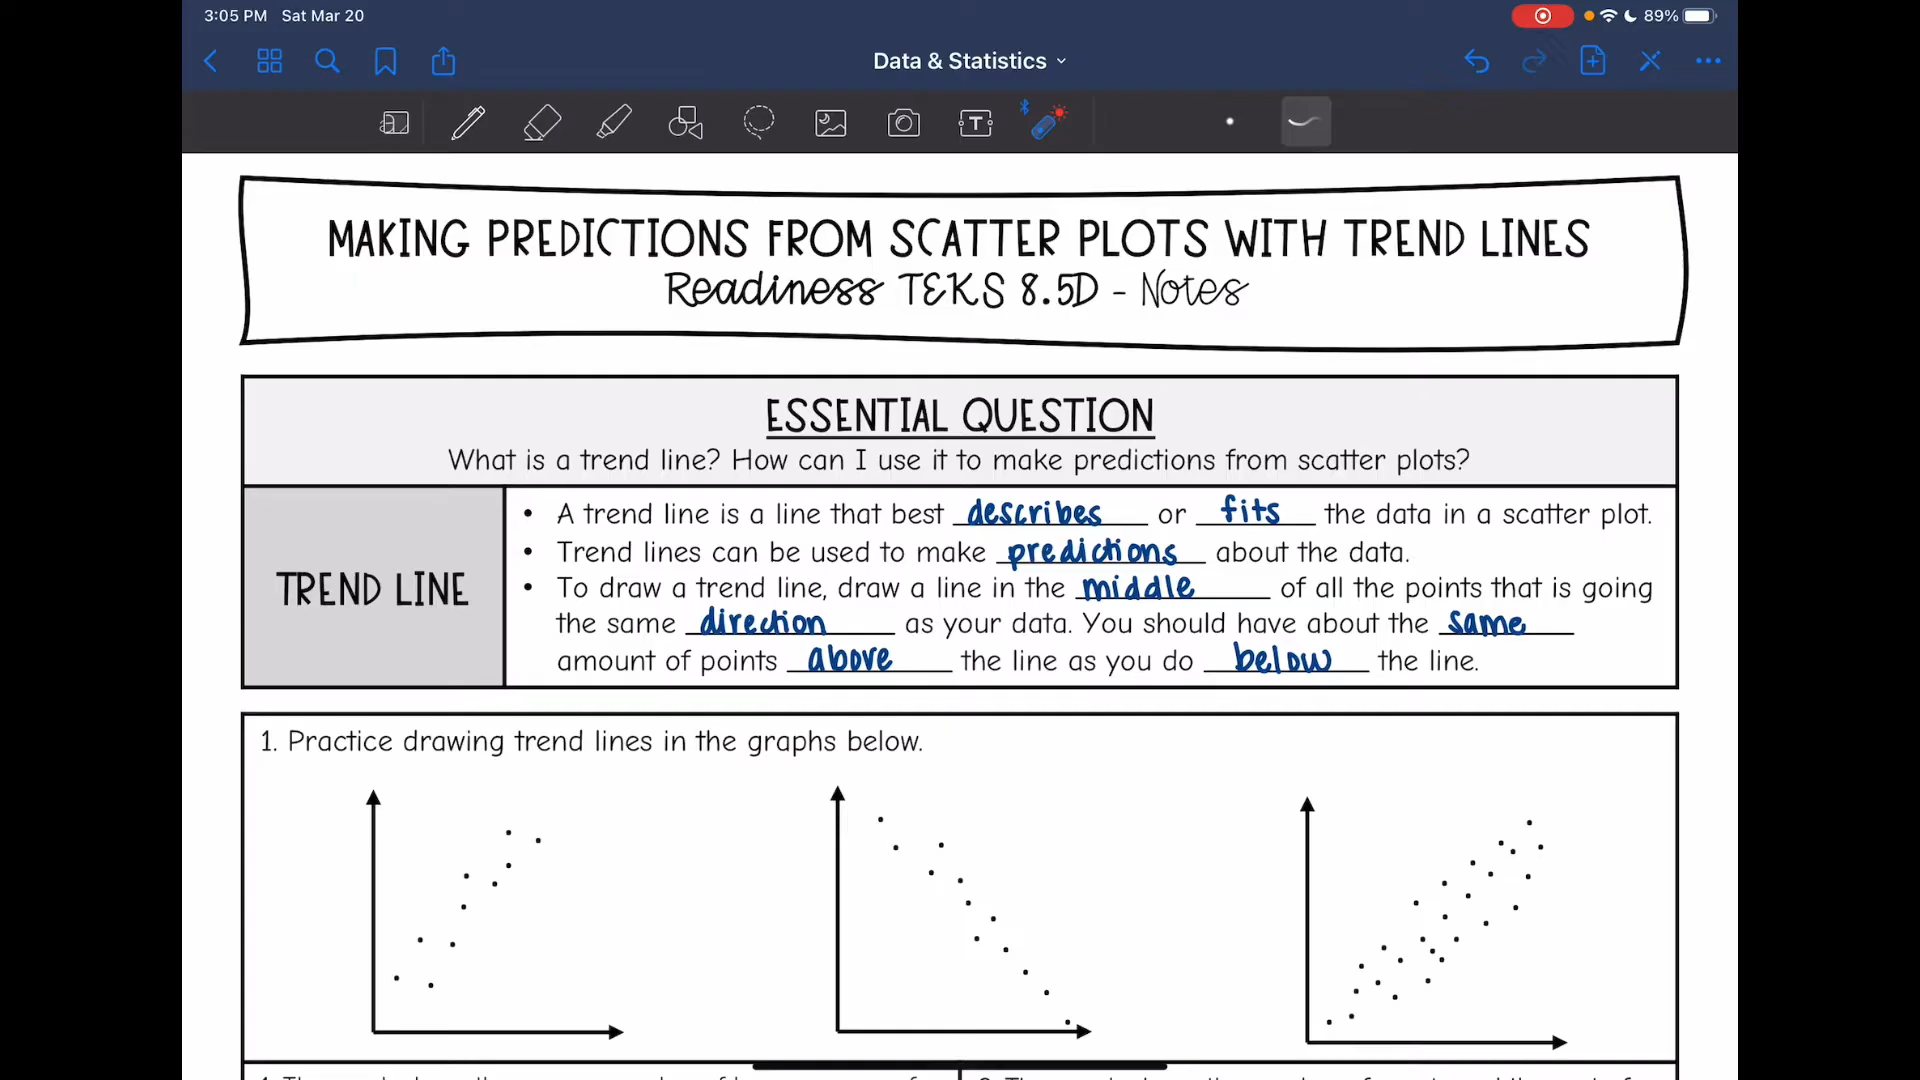 3:05 PM Sat Mar 20
89%
Data & Statistics
T
MAKING PREDICTIONS FROM SCATTER PLOTS WITH TREND LINES
Readiness TEKS 8.5D - Notes
ESSENTIAL QUESTION
What is a trend line? How can I use it to make predictions from scatter plots?
TREND LINE
• A trend line is a line that best describes or fits the data in a scatter plot.
• Trend lines can be used to make predictions about the data.
• To draw a trend line, draw a line in the middle of all the points that is going
the same direction as your data. You should have about the same
amount of points above the line as you do below the line.
1. Practice drawing trend lines in the graphs below.